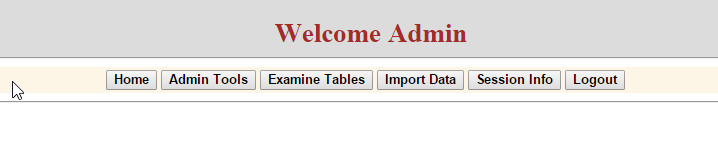 Welcome Admin
Home Admin Tools Examine Tables Import Data Session Info Logout